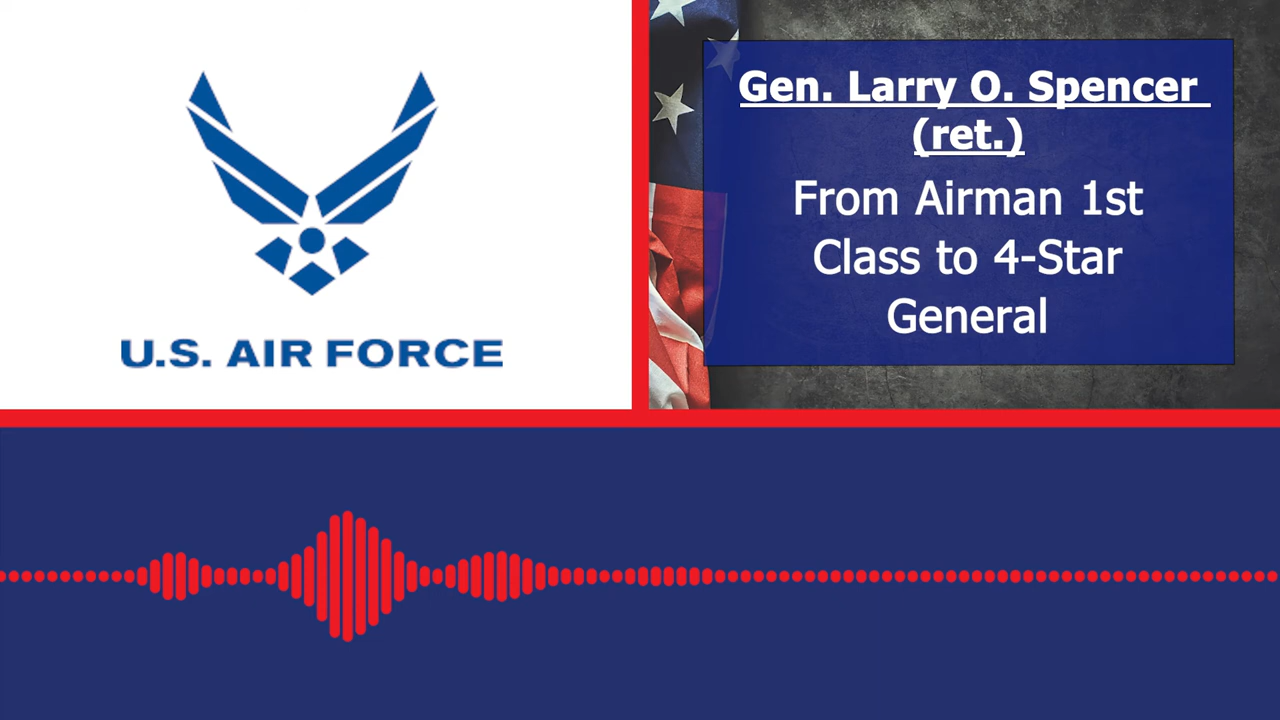 U.S. AIR FORCE
Gen. Larry O. Spencer
(ret.)
From Airman 1st
Class to 4-Star
General